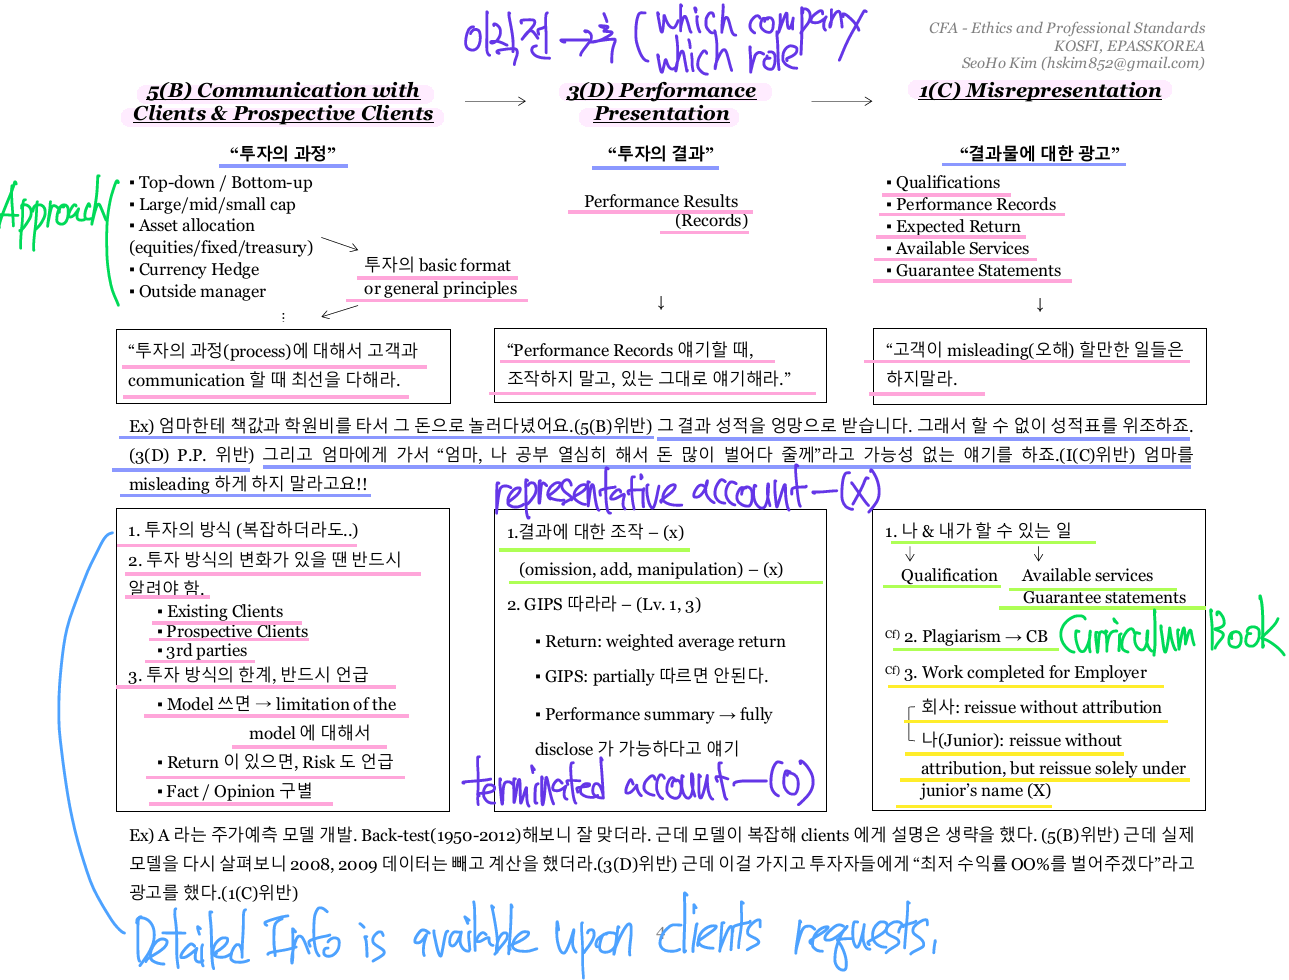 이직전 → 후 ( which company
which role
CFA - Ethics and Professional Standards
KOSFI, EPASSKOREA
SeoHo Kim (hskim852@gmail.com)
5(B) Communication with
Clients & Prospective Clients
“투자의 과정”
Approach
▪ Top-down / Bottom-up
▪ Large/mid/small cap
▪ Asset allocation
(equities/fixed/treasury)
▪ Currency Hedge
▪ Outside manager
⋮
투자의 basic format
or general principles
“투자의 과정(process)에 대해서 고객과
communication 할 때 최선을 다해라.
3(D) Performance
Presentation
“투자의 결과”
Performance Results
(Records)
↓
“Performance Records 얘기할 때,
조작하지 말고, 있는 그대로 얘기해라.”
1(C) Misrepresentation
“결과물에 대한 광고”
▪ Qualifications
▪ Performance Records
▪ Expected Return
▪ Available Services
▪ Guarantee Statements
↓
“고객이 misleading(오해) 할만한 일들은
하지말라.
Ex) 엄마한테 책값과 학원비를 타서 그 돈으로 놀러다녔어요.(5(B)위반) 그 결과 성적을 엉망으로 받습니다. 그래서 할 수 없이 성적표를 위조하죠.
(3(D) P.P. 위반) 그리고 엄마에게 가서 “엄마, 나 공부 열심히 해서 돈 많이 벌어다 줄께”라고 가능성 없는 얘기를 하죠.(I(C)위반) 엄마를
misleading 하게 하지 말라고요!!
1. 투자의 방식 (복잡하더라도..)
2. 투자 방식의 변화가 있을 땐 반드시
알려야 함.
▪ Existing Clients
▪ Prospective Clients
▪ 3rd parties
3. 투자 방식의 한계, 반드시 언급
▪ Model 쓰면 → limitation of the
model 에 대해서
▪ Return 이 있으면, Risk 도 언급
▪ Fact / Opinion 구별
representative account - (X)
1.결과에 대한 조작 – (x)
(omission, add, manipulation) – (x)
2. GIPS 따라라 – (Lv. 1, 3)
▪ Return: weighted average return
▪ GIPS: partially 따르면 안된다.
▪ Performance summary → fully
disclose 가 가능하다고 얘기
terminated account - (O)
1. 나 & 내가 할 수 있는 일
↓ ↓
Qualification Available services
Guarantee statements
Cf) 2. Plagiarism → CB Curriculum Book
Cf) 3. Work completed for Employer
회사: reissue without attribution
나(Junior): reissue without
attribution, but reissue solely under
junior’s name (X)
Ex) A 라는 주가예측 모델 개발. Back-test(1950-2012)해보니 잘 맞더라. 근데 모델이 복잡해 clients 에게 설명은 생략을 했다. (5(B)위반) 근데 실제
모델을 다시 살펴보니 2008, 2009 데이터는 빼고 계산을 했더라.(3(D)위반) 근데 이걸 가지고 투자자들에게 “최저 수익률 OO%를 벌어주겠다”라고
광고를 했다.(1(C)위반)
Detailed Info is available upon clients requests.
4